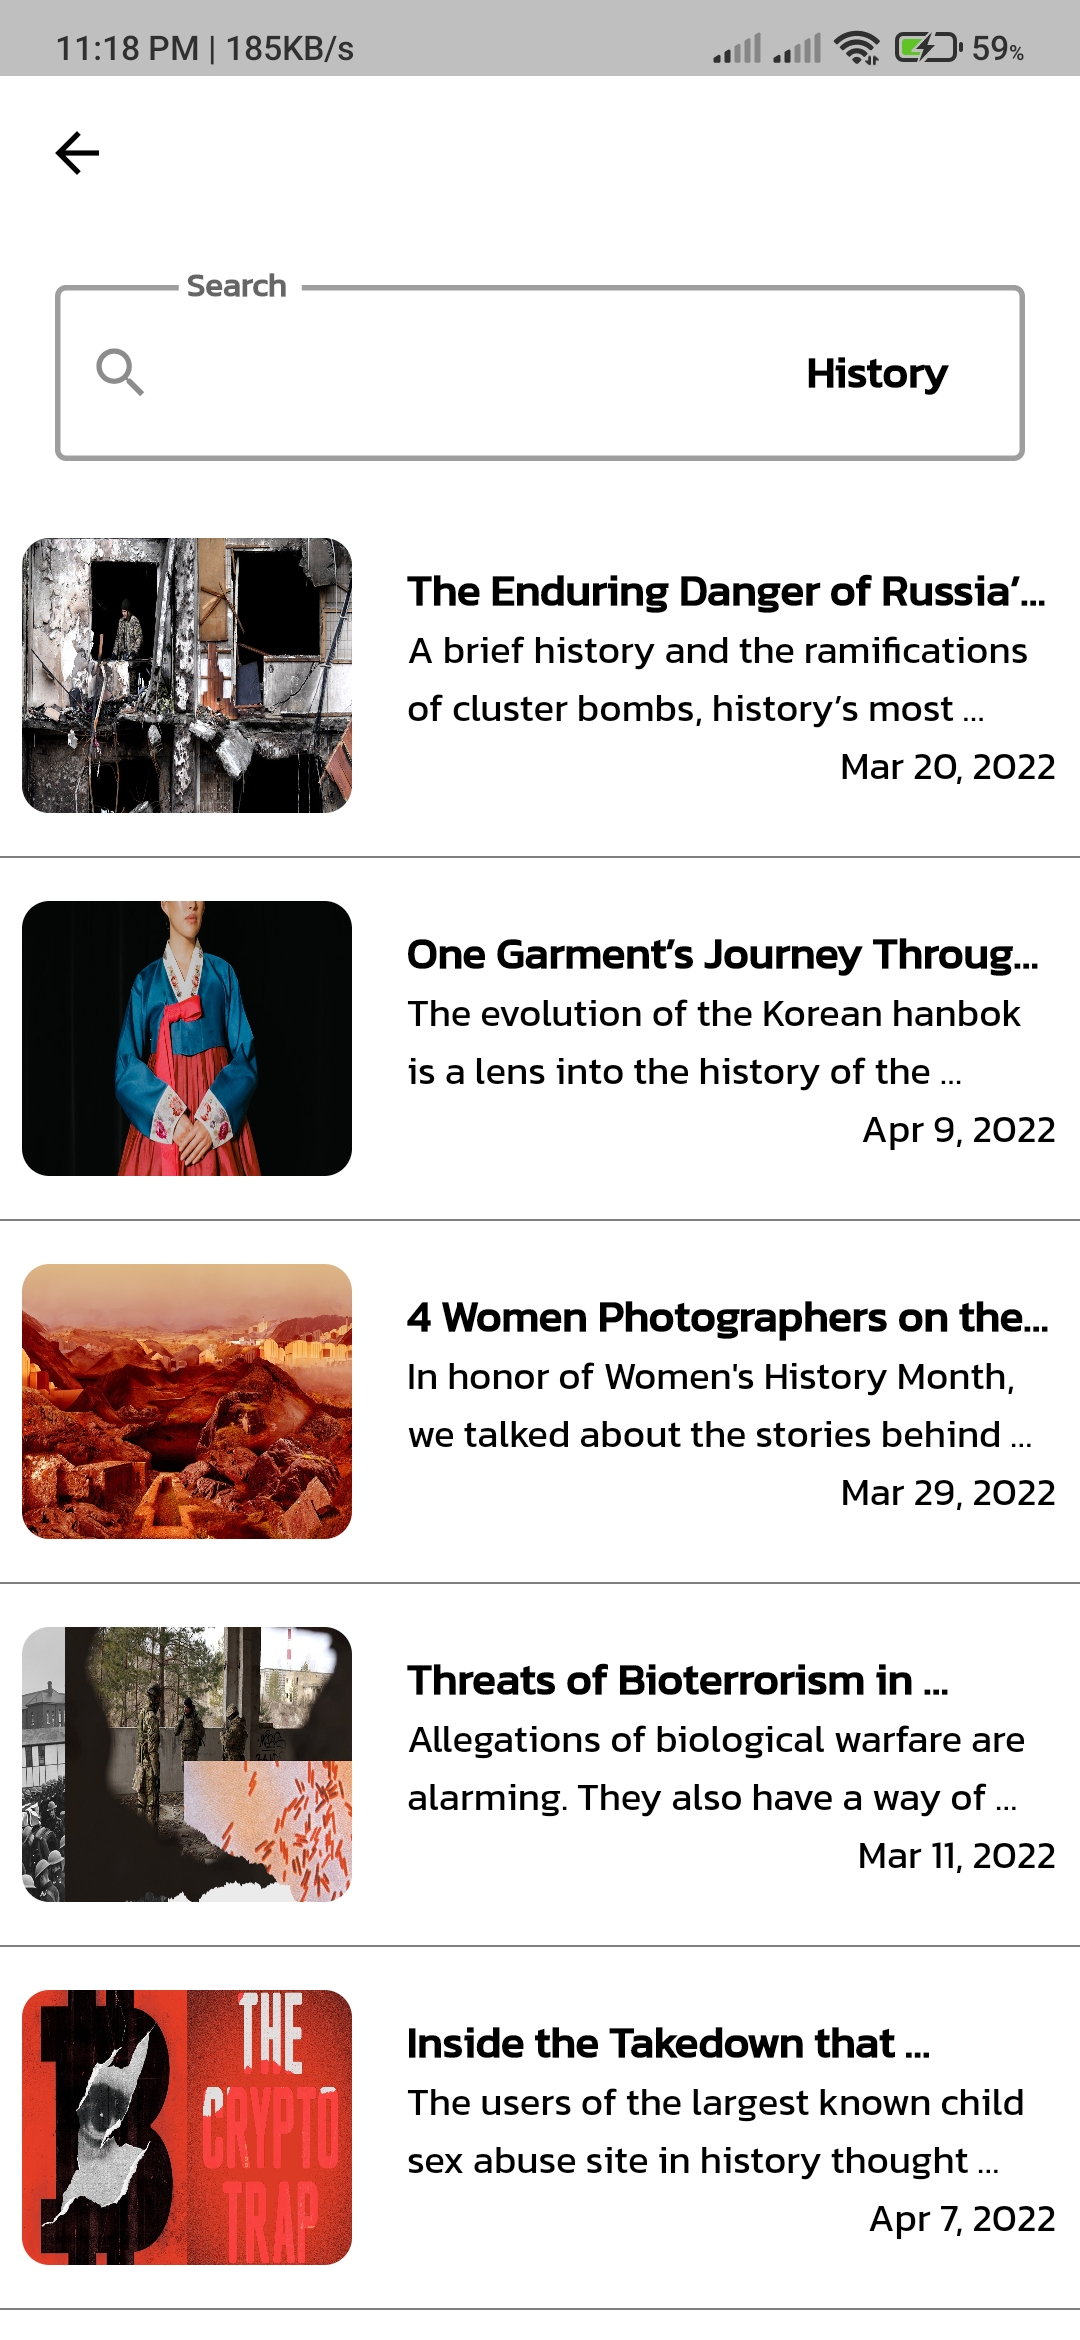 11:18 PM | 185KB/s 59%
Search
History
The Enduring Danger of Russia’...
A brief history and the ramifications
of cluster bombs, history’s most ...
Mar 20, 2022
One Garment’s Journey Throug...
The evolution of the Korean hanbok
is a lens into the history of the ...
Apr 9, 2022
4 Women Photographers on the...
In honor of Women's History Month,
we talked about the stories behind ...
Mar 29, 2022
Threats of Bioterrorism in ...
Allegations of biological warfare are
alarming. They also have a way of ...
Mar 11, 2022
THE
CRYPTO
TRAP
Inside the Takedown that ...
The users of the largest known child
sex abuse site in history thought ...
Apr 7, 2022